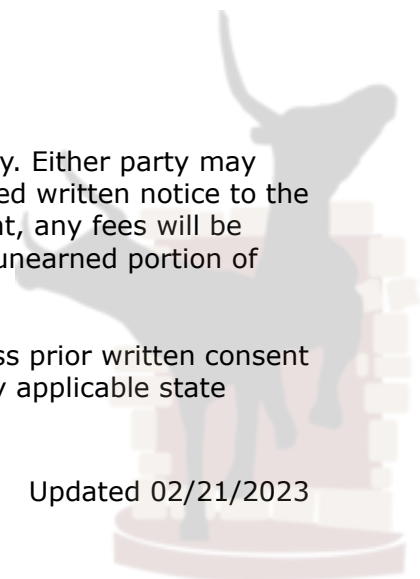 y. Either party may
ed written notice to the
nt, any fees will be
unearned portion of
ss prior written consent
y applicable state
Updated 02/21/2023